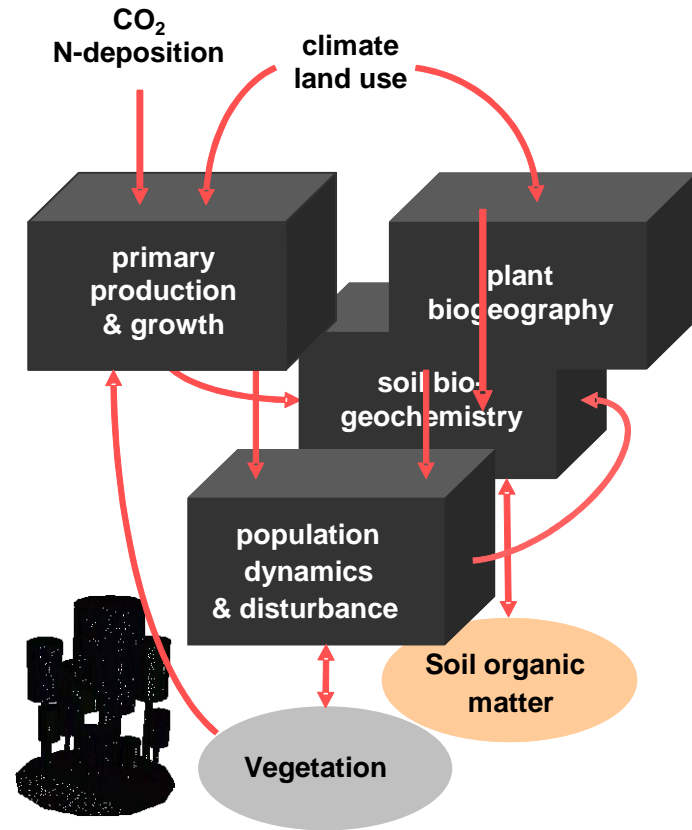 CO₂
N-deposition
climate
land use
primary
production
& growth
plant
biogeography
soil bio-
geochemistry
population
dynamics
& disturbance
Soil organic
matter
Vegetation